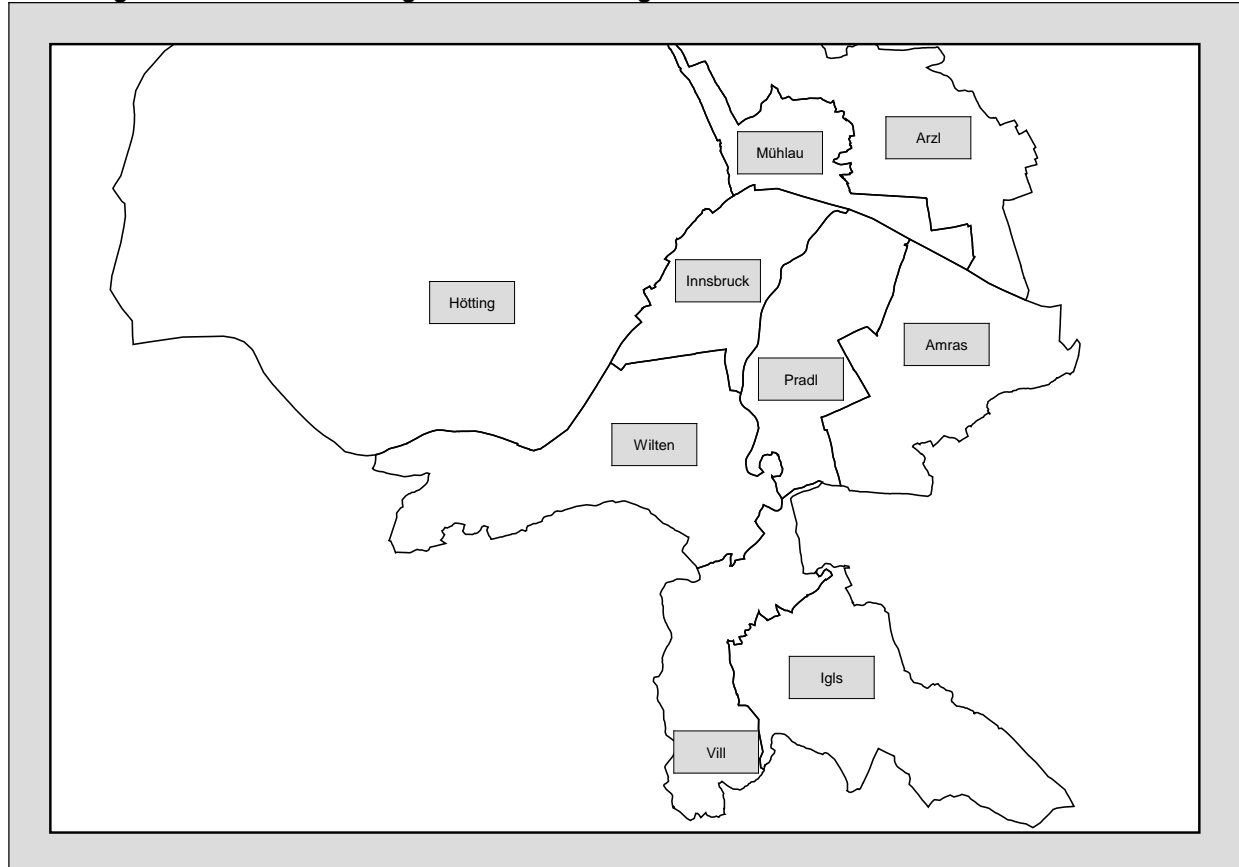 Arzl
Mühlau
Innsbruck
Hötting
Amras
Pradl
Wilten
Igls
Vill